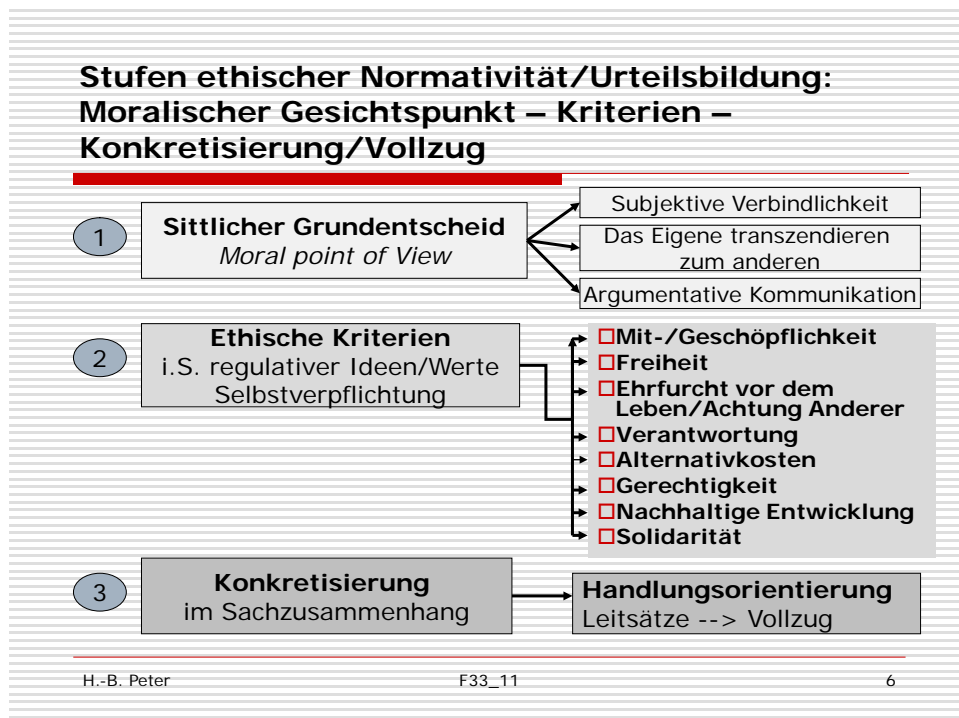 Stufen ethischer Normativität/Urteilsbildung:
Moralischer Gesichtspunkt – Kriterien –
Konkretisierung/Vollzug
1
Sittlicher Grundentscheid
Moral point of View
Subjektive Verbindlichkeit
Das Eigene transzendieren
zum anderen
Argumentative Kommunikation
2
Ethische Kriterien
i.S. regulativer Ideen/Werte
Selbstverpflichtung
Mit-/Geschöpflichkeit
Freiheit
Ehrfurcht vor dem
Leben/Achtung Anderer
Verantwortung
Alternativkosten
Gerechtigkeit
Nachhaltige Entwicklung
Solidarität
3
Konkretisierung
im Sachzusammenhang
Handlungsorientierung
Leitsätze --> Vollzug
H.-B. Peter F33_11 6